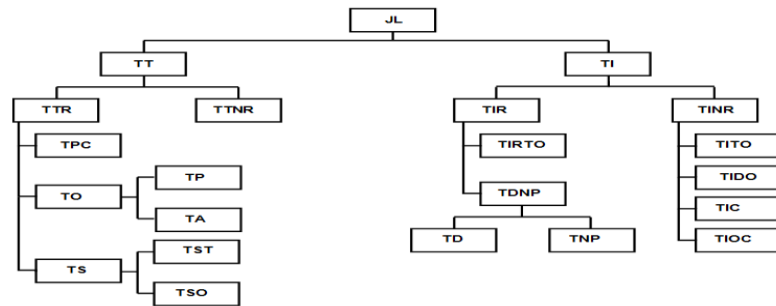 JL
TT TI
TTR TTNR TIR TINR
TPC TIRTO TITO
TP TIDO
TO TDNP
TA TIC
TD TNP TIOC
TST
TS
TSO